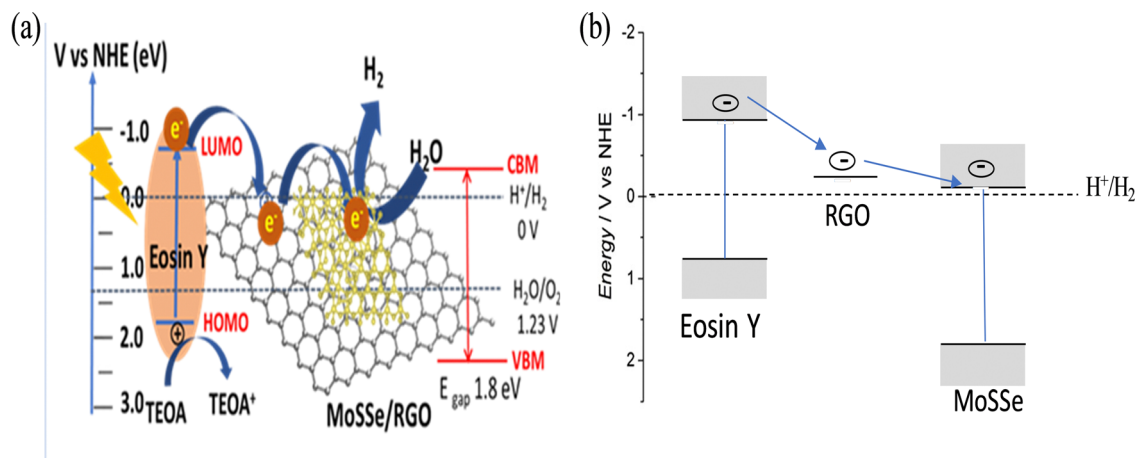 (a)
V vs NHE (eV)
-1.0
0.0
1.0
2.0
3.0
e-
LUMO
Eosin Y
HOMO
+
TEOA
TEOA+
e-
e-
H2
H2O
CBM
H+/H2
0 V
H2O/O2
1.23 V
VBM
E gap 1.8 eV
MoSSe/RGO
(b)
Energy / V vs NHE
-2
-1
0
1
2
-
Eosin Y
-
RGO
-
MoSSe
H+/H2